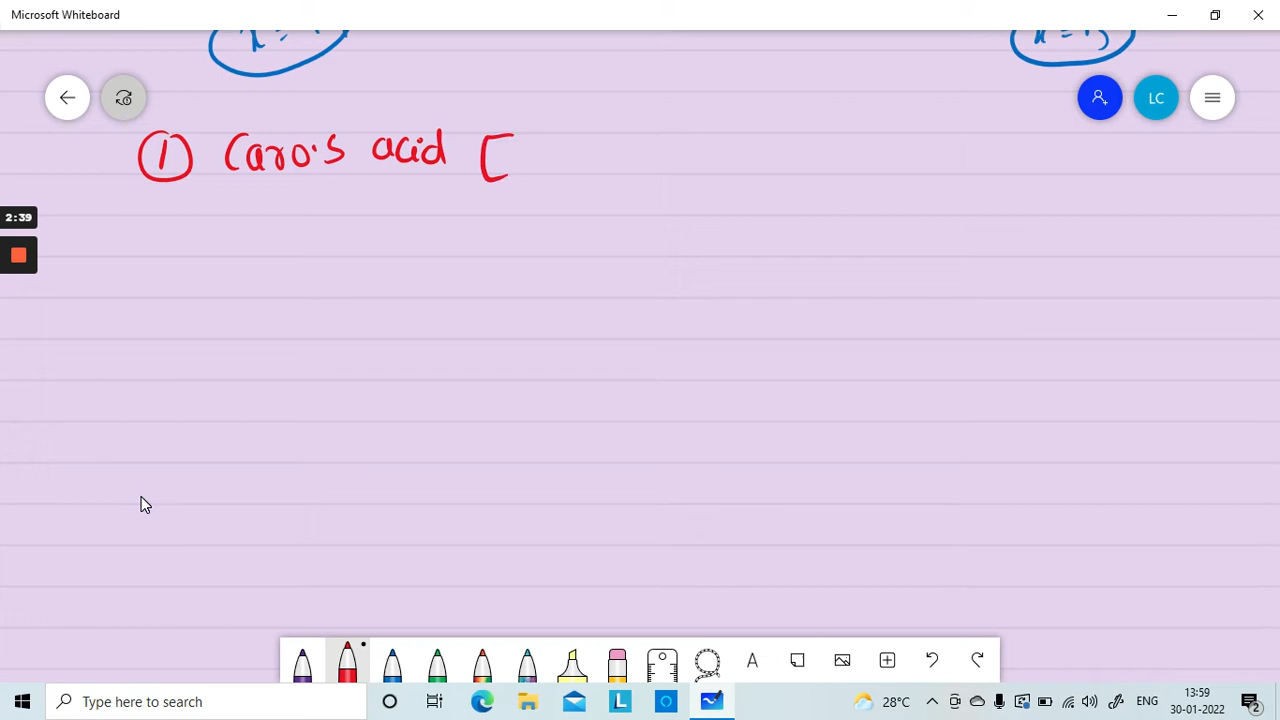 Microsoft Whiteboard
LC
① Caro's acid [
2:39
A
Type here to search
L
28°C
ENG
13:59
30-01-2022
2